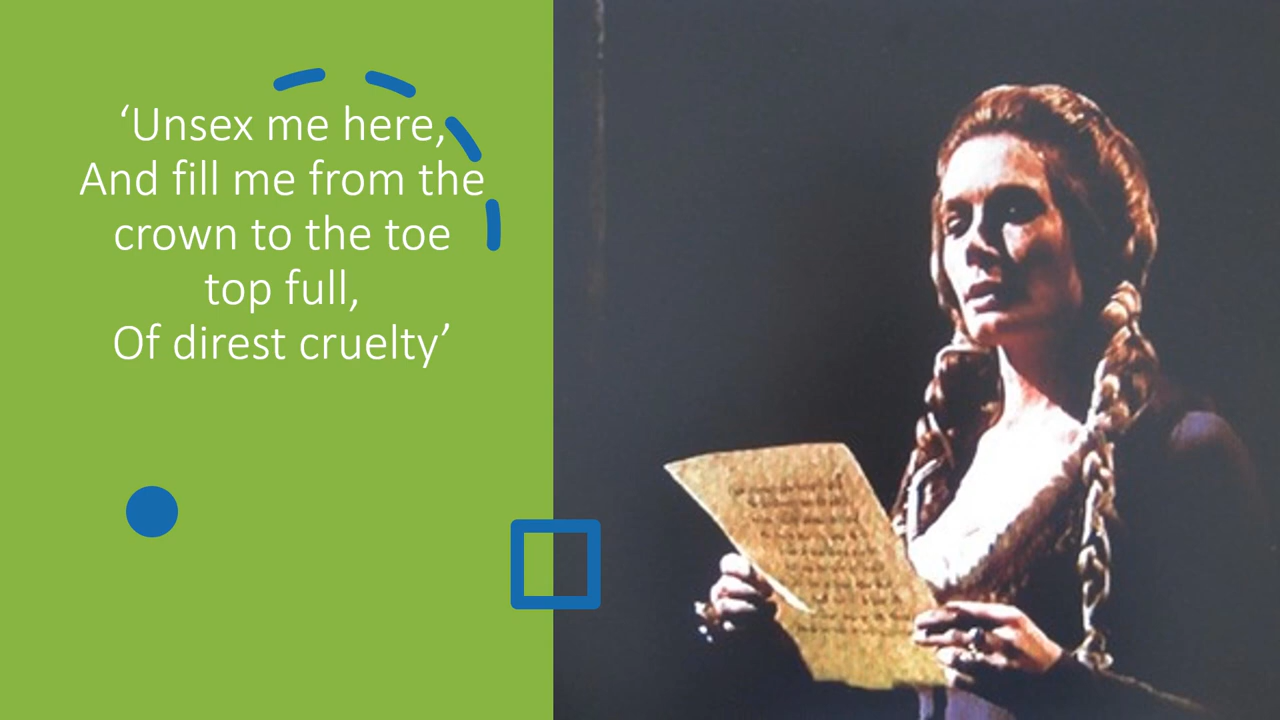 ‘Unsex me here,
And fill me from the
crown to the toe
top full,
Of direst cruelty’